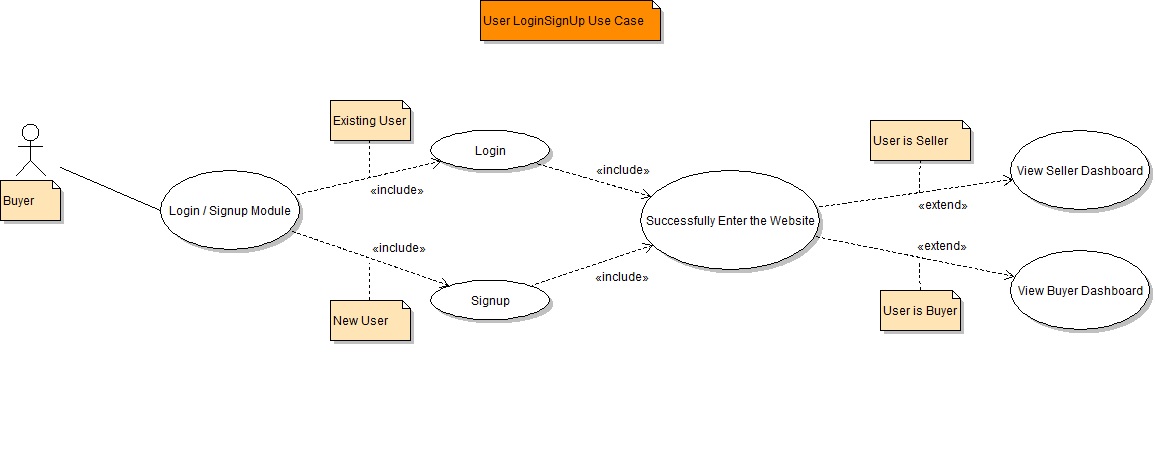 User LoginSignUp Use Case
Existing User
User is Seller
Login
«include»
View Seller Dashboard
«include»
Buyer
«extend»
Login / Signup Module
Successfully Enter the Website
«include»
«extend»
«include»
Signup
View Buyer Dashboard
New User
User is Buyer